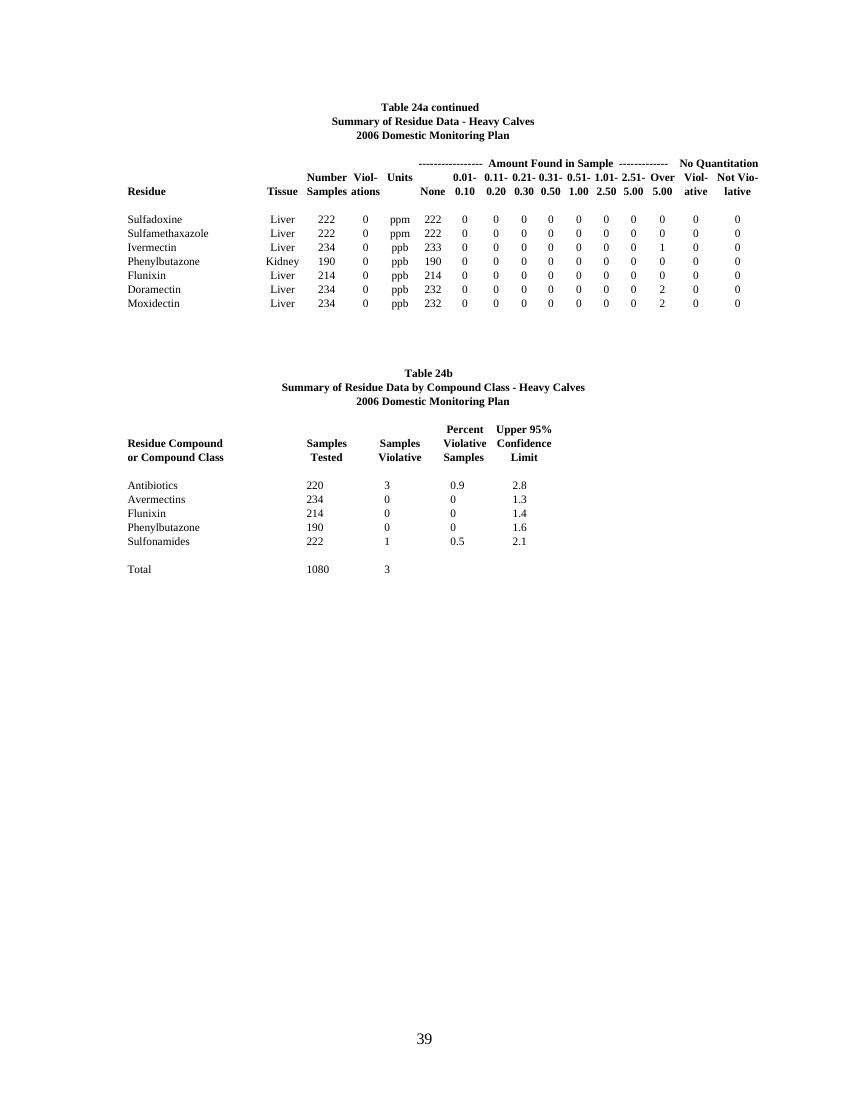 Table 24a continued
Summary of Residue Data - Heavy Calves
2006 Domestic Monitoring Plan
----------------- Amount Found in Sample ------------- No Quantitation
Number Viol- Units 0.01- 0.11- 0.21- 0.31- 0.51- 1.01- 2.51- Over Viol- Not Vio-
Residue Tissue Samples ations None 0.10 0.20 0.30 0.50 1.00 2.50 5.00 5.00 ative lative
Sulfadoxine Liver 222 0 ppm 222 0 0 0 0 0 0 0 0 0 0
Sulfamethaxazole Liver 222 0 ppm 222 0 0 0 0 0 0 0 0 0 0
Ivermectin Liver 234 0 ppb 233 0 0 0 0 0 0 0 1 0 0
Phenylbutazone Kidney 190 0 ppb 190 0 0 0 0 0 0 0 0 0 0
Flunixin Liver 214 0 ppb 214 0 0 0 0 0 0 0 0 0 0
Doramectin Liver 234 0 ppb 232 0 0 0 0 0 0 0 2 0 0
Moxidectin Liver 234 0 ppb 232 0 0 0 0 0 0 0 2 0 0
Table 24b
Summary of Residue Data by Compound Class - Heavy Calves
2006 Domestic Monitoring Plan
Percent Upper 95%
Residue Compound Samples Samples Violative Confidence
or Compound Class Tested Violative Samples Limit
Antibiotics 220 3 0.9 2.8
Avermectins 234 0 0 1.3
Flunixin 214 0 0 1.4
Phenylbutazone 190 0 0 1.6
Sulfonamides 222 1 0.5 2.1
Total 1080 3
39